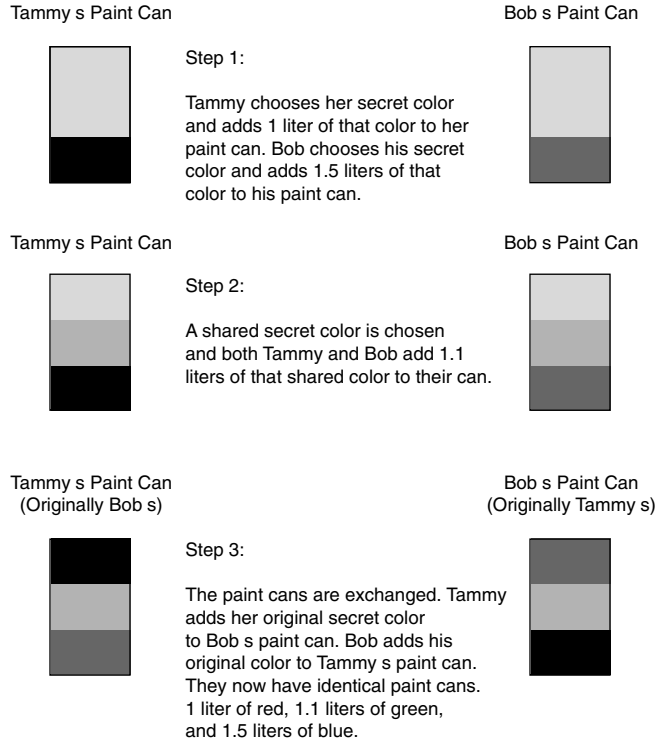 Tammy s Paint Can
Bob s Paint Can
Step 1:
Tammy chooses her secret color
and adds 1 liter of that color to her
paint can. Bob chooses his secret
color and adds 1.5 liters of that
color to his paint can.
Tammy s Paint Can
Bob s Paint Can
Step 2:
A shared secret color is chosen
and both Tammy and Bob add 1.1
liters of that shared color to their can.
Tammy s Paint Can
(Originally Bob s)
Bob s Paint Can
(Originally Tammy s)
Step 3:
The paint cans are exchanged. Tammy
adds her original secret color
to Bob s paint can. Bob adds his
original color to Tammy s paint can.
They now have identical paint cans.
1 liter of red, 1.1 liters of green,
and 1.5 liters of blue.